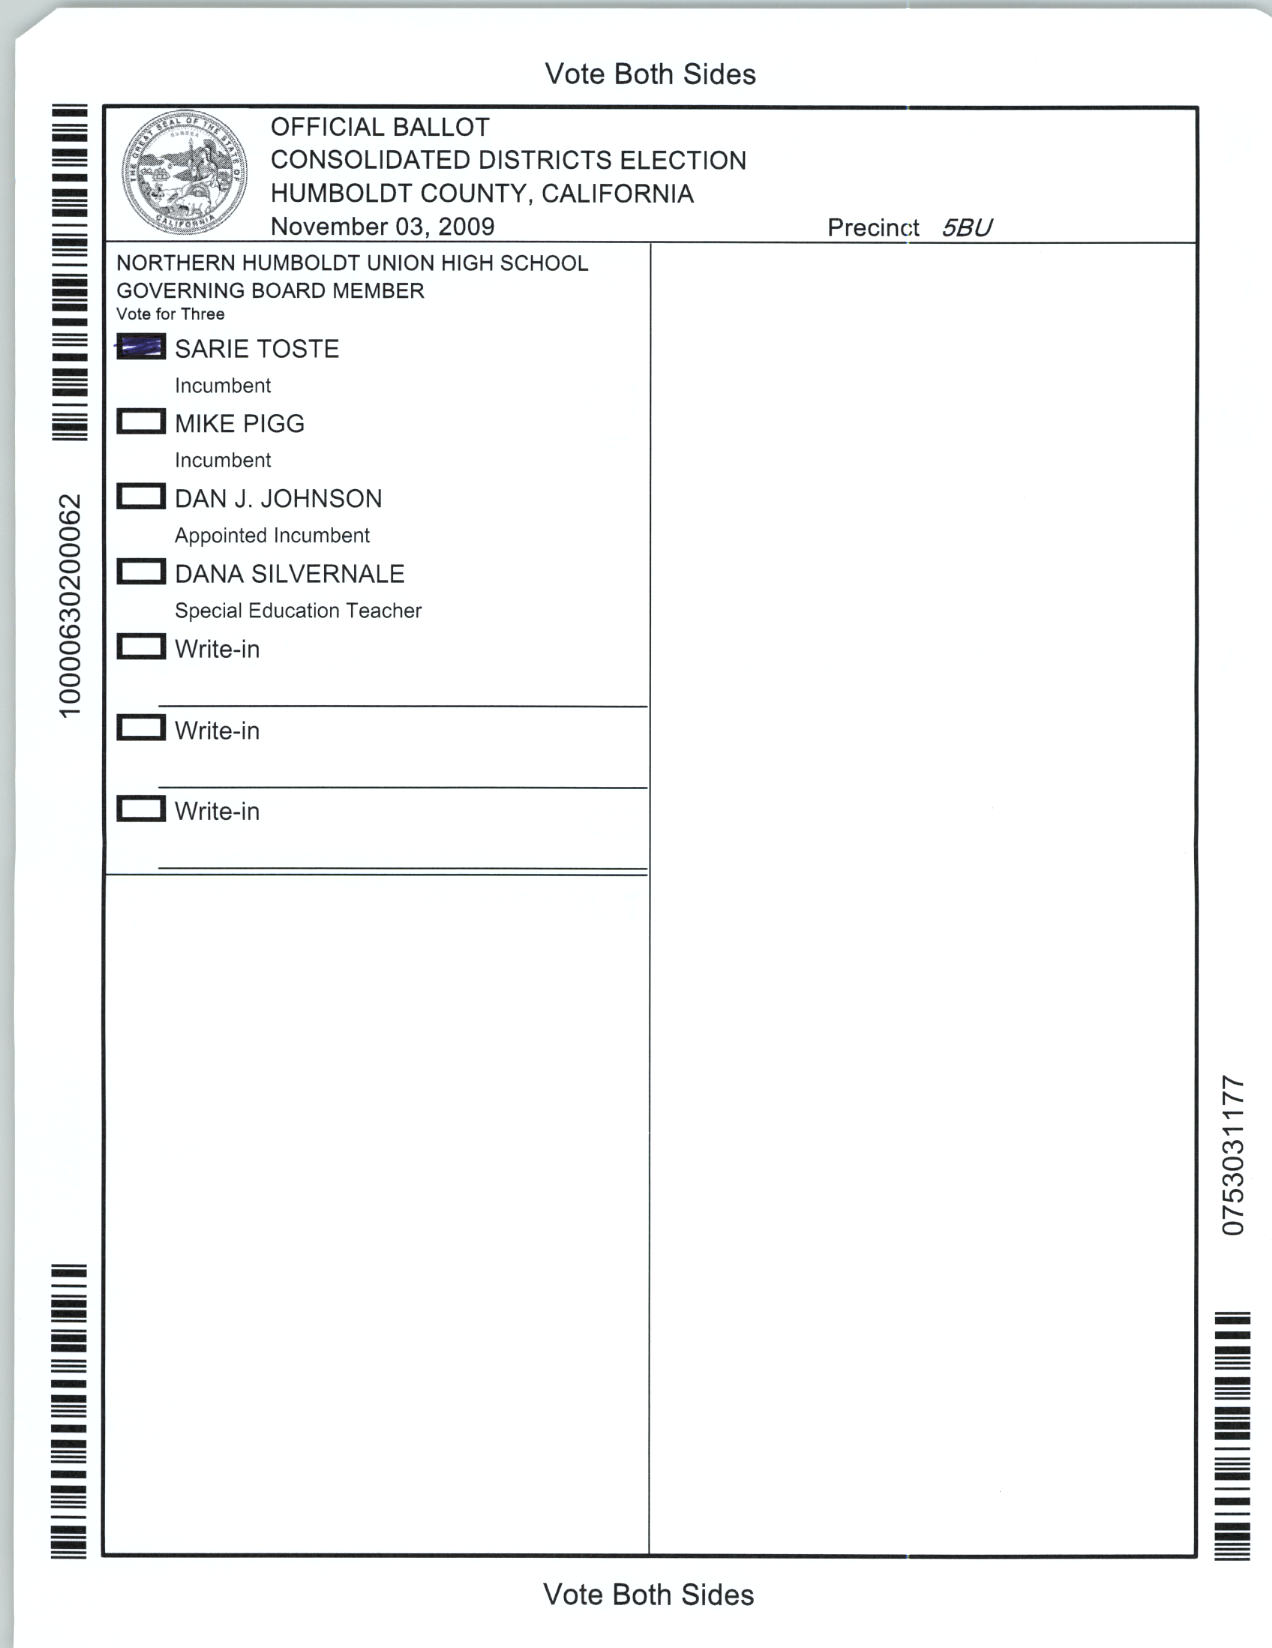 Vote Both Sides
THE GREAT SEAL OF THE STATE OF CALIFORNIA
EUREKA
OFFICIAL BALLOT
CONSOLIDATED DISTRICTS ELECTION
HUMBOLDT COUNTY, CALIFORNIA
November 03, 2009
Precinct 5BU
NORTHERN HUMBOLDT UNION HIGH SCHOOL
GOVERNING BOARD MEMBER
Vote for Three
SARIE TOSTE
Incumbent
MIKE PIGG
Incumbent
DAN J. JOHNSON
Appointed Incumbent
DANA SILVERNALE
Special Education Teacher
Write-in
Write-in
Write-in
10000630200062
0753031177
Vote Both Sides